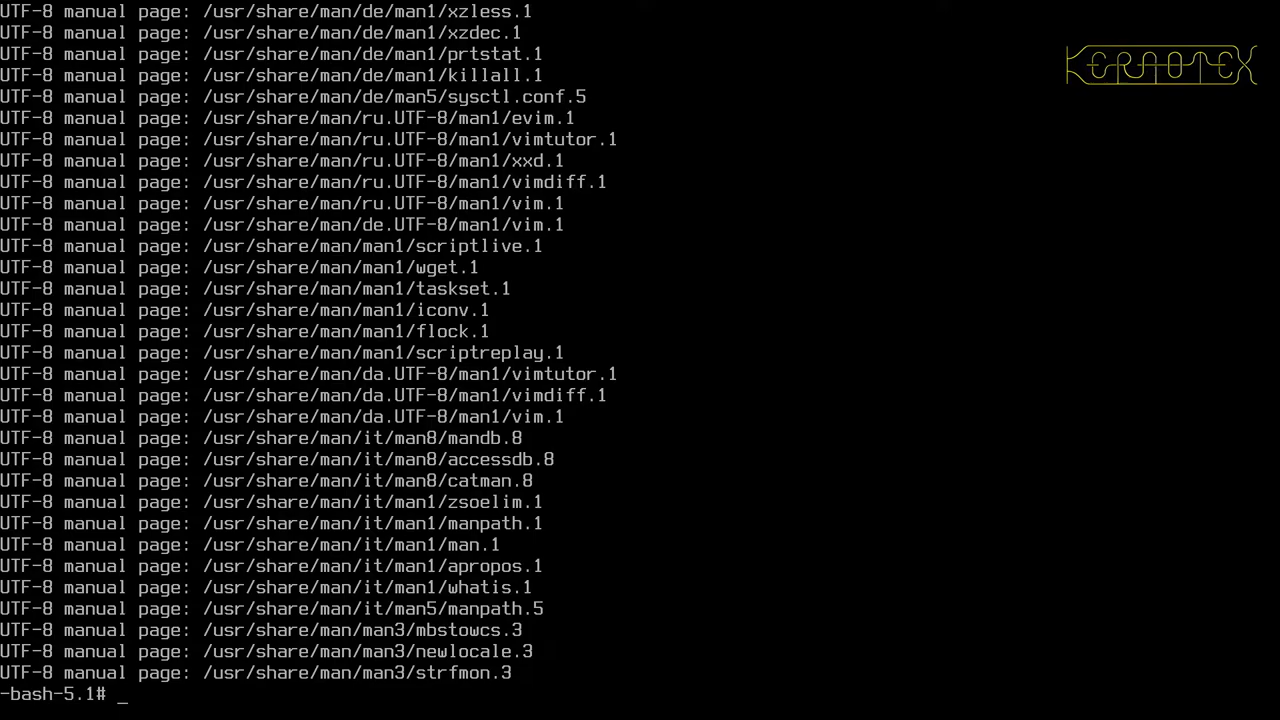 UTF-8 manual page: /usr/share/man/de/man1/xzless.1
UTF-8 manual page: /usr/share/man/de/man1/xzdec.1
UTF-8 manual page: /usr/share/man/de/man1/prtstat.1
UTF-8 manual page: /usr/share/man/de/man1/killall.1
UTF-8 manual page: /usr/share/man/de/man5/sysctl.conf.5
UTF-8 manual page: /usr/share/man/ru.UTF-8/man1/evim.1
UTF-8 manual page: /usr/share/man/ru.UTF-8/man1/vimtutor.1
UTF-8 manual page: /usr/share/man/ru.UTF-8/man1/xxd.1
UTF-8 manual page: /usr/share/man/ru.UTF-8/man1/vimdiff.1
UTF-8 manual page: /usr/share/man/ru.UTF-8/man1/vim.1
UTF-8 manual page: /usr/share/man/de.UTF-8/man1/vim.1
UTF-8 manual page: /usr/share/man/man1/scriptlive.1
UTF-8 manual page: /usr/share/man/man1/wget.1
UTF-8 manual page: /usr/share/man/man1/taskset.1
UTF-8 manual page: /usr/share/man/man1/iconv.1
UTF-8 manual page: /usr/share/man/man1/flock.1
UTF-8 manual page: /usr/share/man/man1/scriptreplay.1
UTF-8 manual page: /usr/share/man/da.UTF-8/man1/vimtutor.1
UTF-8 manual page: /usr/share/man/da.UTF-8/man1/vimdiff.1
UTF-8 manual page: /usr/share/man/da.UTF-8/man1/vim.1
UTF-8 manual page: /usr/share/man/it/man8/mandb.8
UTF-8 manual page: /usr/share/man/it/man8/accessdb.8
UTF-8 manual page: /usr/share/man/it/man8/catman.8
UTF-8 manual page: /usr/share/man/it/man1/zsoelim.1
UTF-8 manual page: /usr/share/man/it/man1/manpath.1
UTF-8 manual page: /usr/share/man/it/man1/man.1
UTF-8 manual page: /usr/share/man/it/man1/apropos.1
UTF-8 manual page: /usr/share/man/it/man1/whatis.1
UTF-8 manual page: /usr/share/man/it/man5/manpath.5
UTF-8 manual page: /usr/share/man/man3/mbstowcs.3
UTF-8 manual page: /usr/share/man/man3/newlocale.3
UTF-8 manual page: /usr/share/man/man3/strfmon.3
-bash-5.1# _